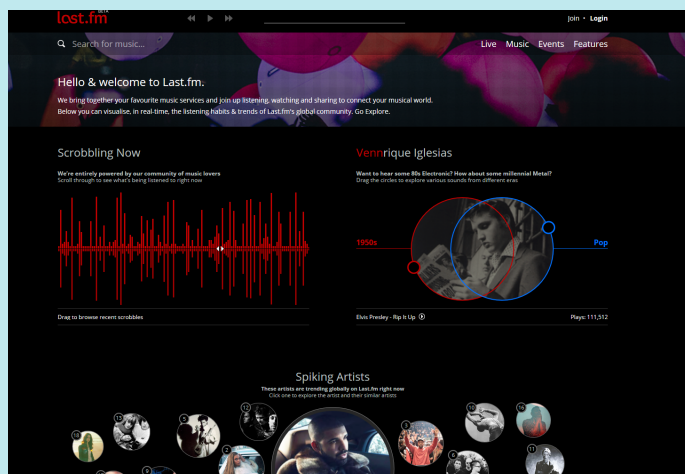 last.fm
BETA
Join • Login
Search for music...
Live Music Events Features
Hello & welcome to Last.fm.
We bring together your favourite music services and join up listening, watching and sharing to connect your musical world.
Below you can visualise, in real-time, the listening habits & trends of Last.fm's global community. Go Explore.
Scrobbling Now
We're entirely powered by our community of music lovers
Scroll through to see what's being listened to right now
Drag to browse recent scrobbles
Vennrique Iglesias
Want to hear some 80s Electronic? How about some millennial Metal?
Drag the circles to explore various sounds from different eras
1950s
Pop
Elvis Presley - Rip It Up
Plays: 111,512
Spiking Artists
These artists are trending globally on Last.fm right now
Click one to explore the artist and their similar artists